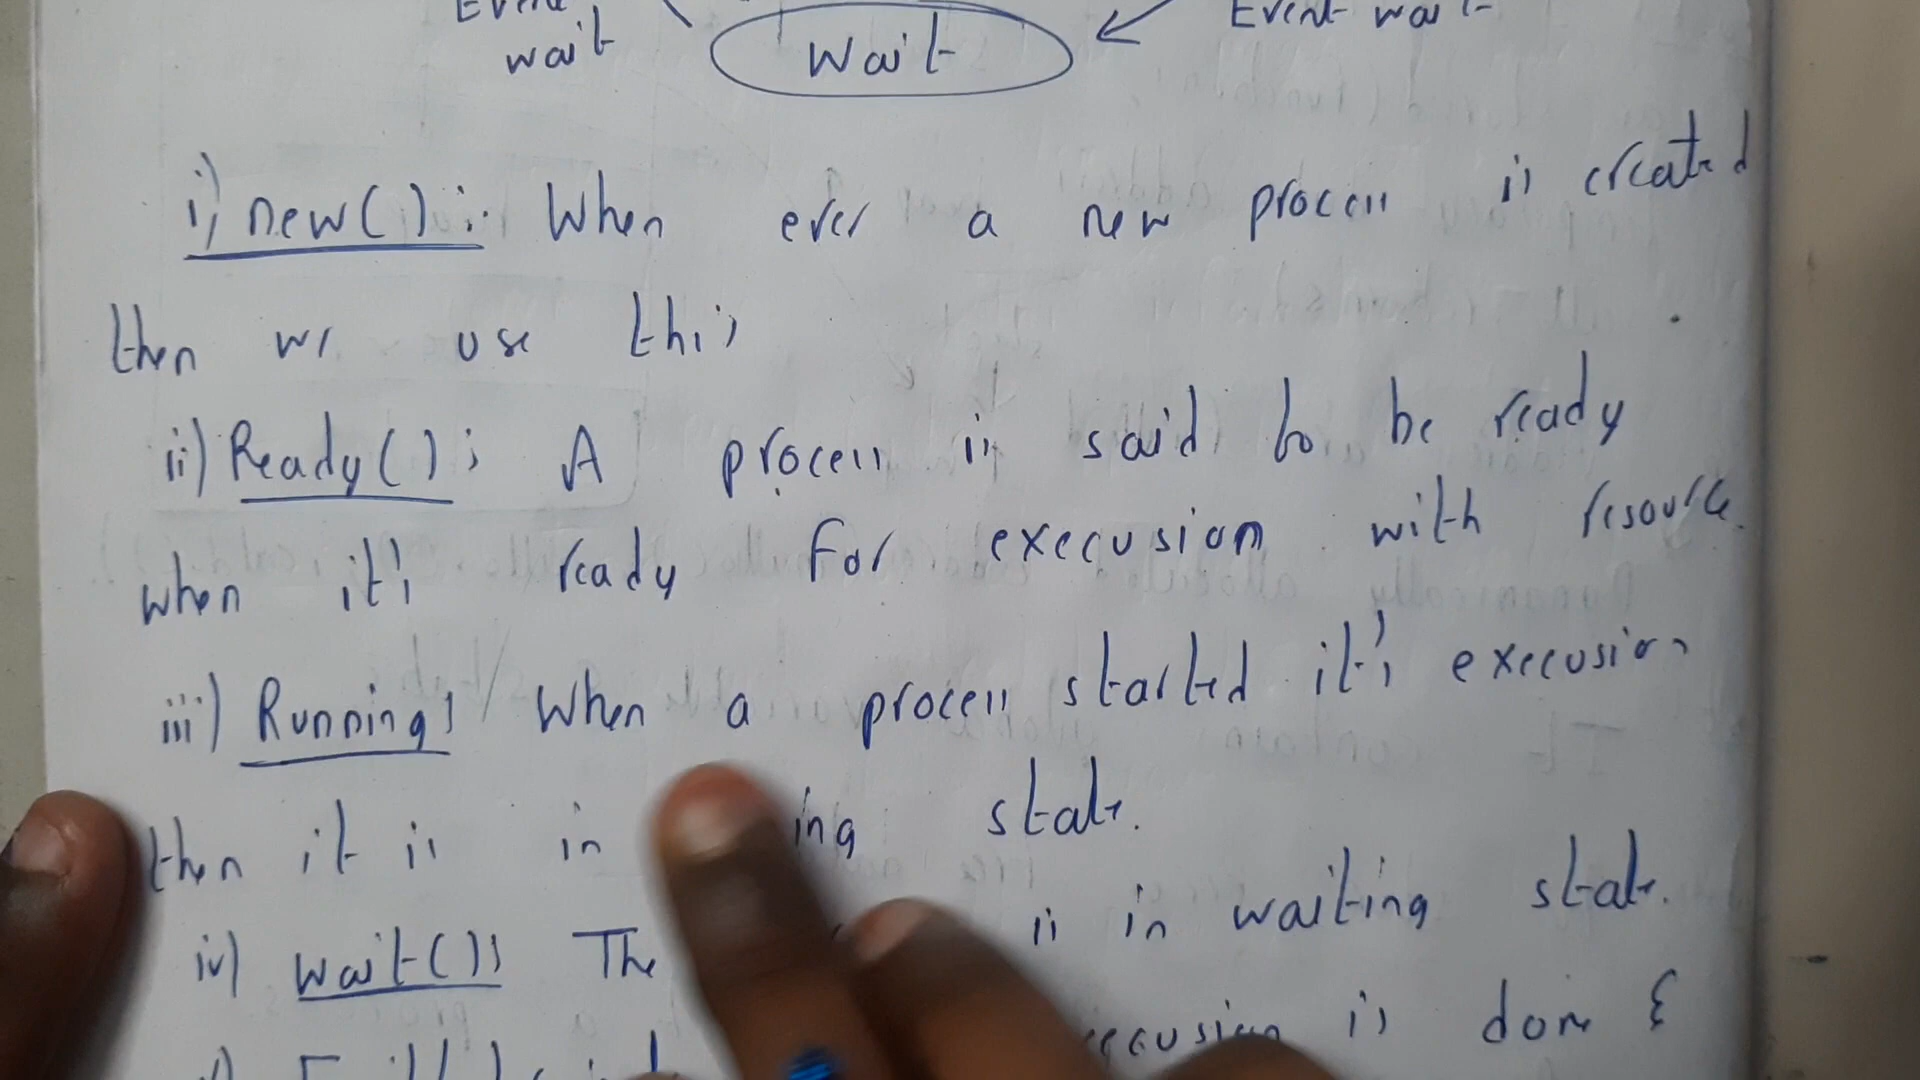 Event wait
wait
Wait
i) new() : When ever a new process is created
then we use this
ii) Ready() : A process is said to be ready
when it's ready for execusion with resource.
iii) Running: When a process started it's execusion
then it is in state.
iv) wait(): The is in waiting state.
is done &